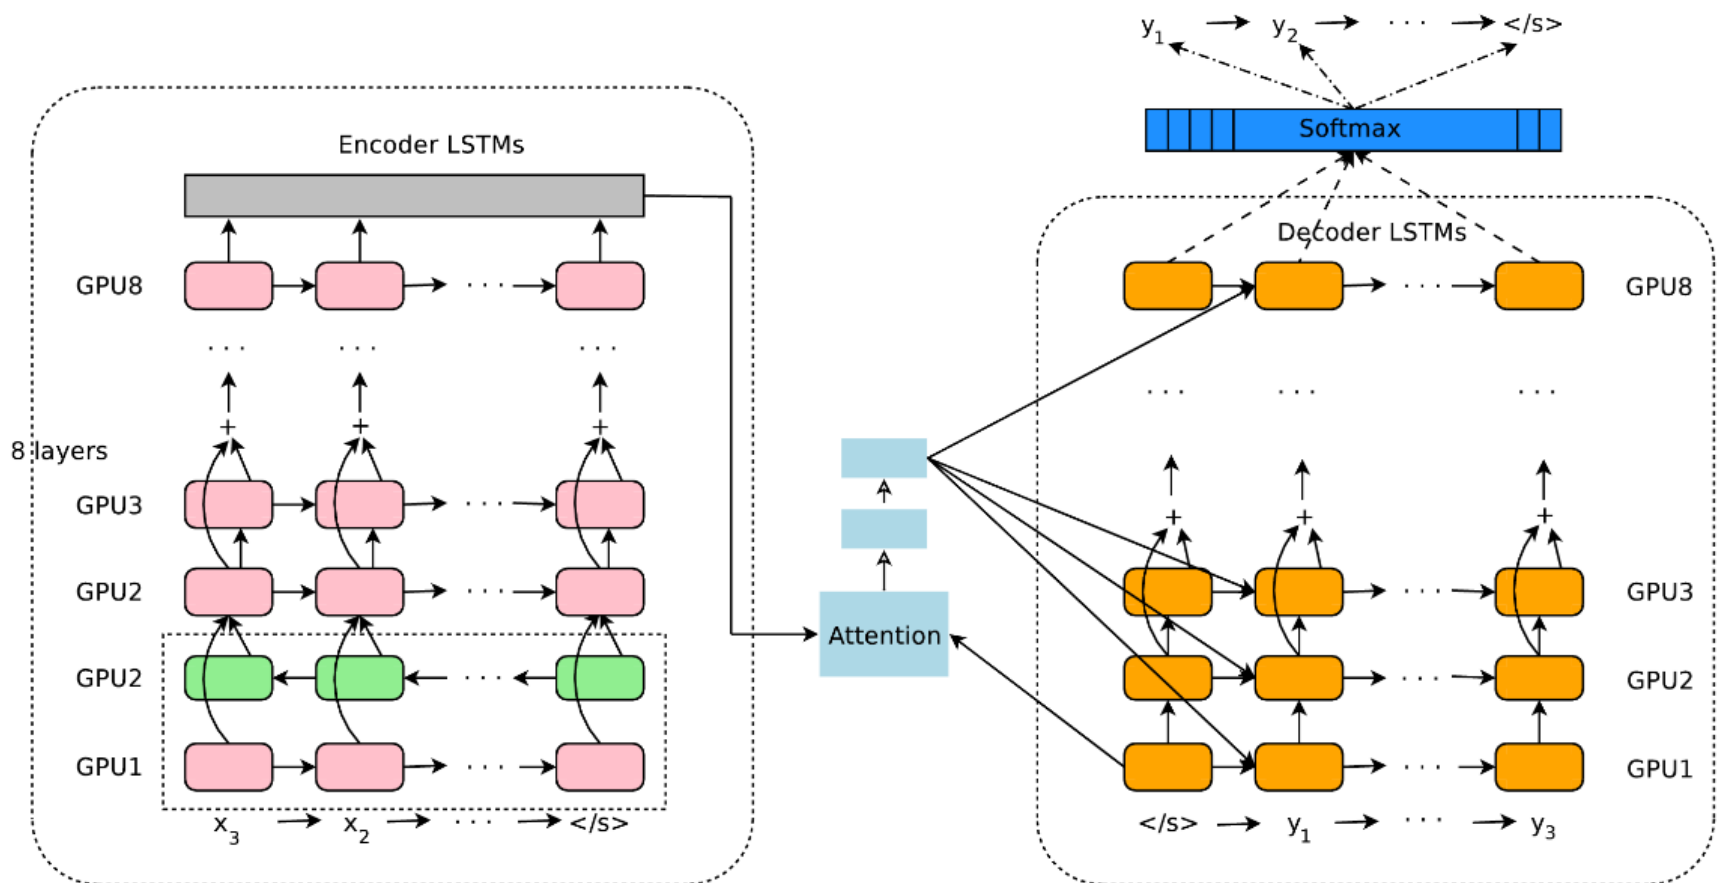 y1 y2 ... </s>
Softmax
Encoder LSTMs
Decoder LSTMs
GPU8
GPU8
... ... ...
... ... ...
+ + +
8 layers
GPU3
+ + +
GPU2
GPU3
Attention
GPU2
GPU2
GPU1
GPU1
x3 x2 ... </s>
</s> y1 ... y3